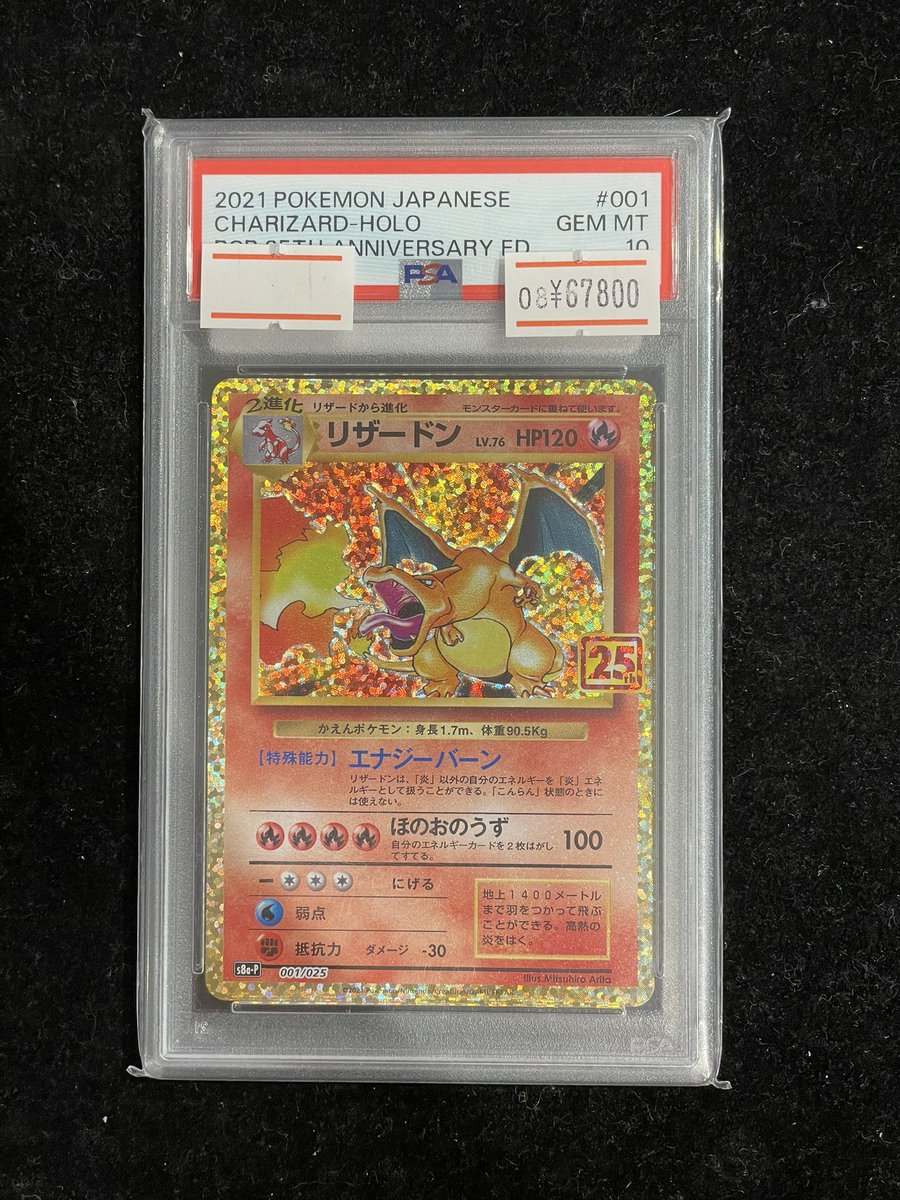 2021 POKEMON JAPANESE #001
CHARIZARD-HOLO GEM MT
ANNIVERSARY ED 10
PSA
08¥67800
2進化 リザードから進化 モンスターカードに重ねて使います。
リザードン LV.76 HP120
25th
かえんポケモン：身長1.7m、体重90.5Kg
【特殊能力】エナジーバーン
リザードンは、「炎」以外の自分のエネルギーを「炎」エネ
ルギーとして扱うことができる。「こんらん」状態のときに
は使えない。
ほのおのうず 100
自分のエネルギーカードを２枚はがし
てすてる。
にげる
弱点
抵抗力 ダメージ -30
地上１４００メートル
まで羽をつかって飛ぶ
ことができる。高熱の
炎をはく。
s8a-P 001/025
Illus.Mitsuhiro Arita
©2021 Pokémon/Nintendo/Creatures/GAME FREAK